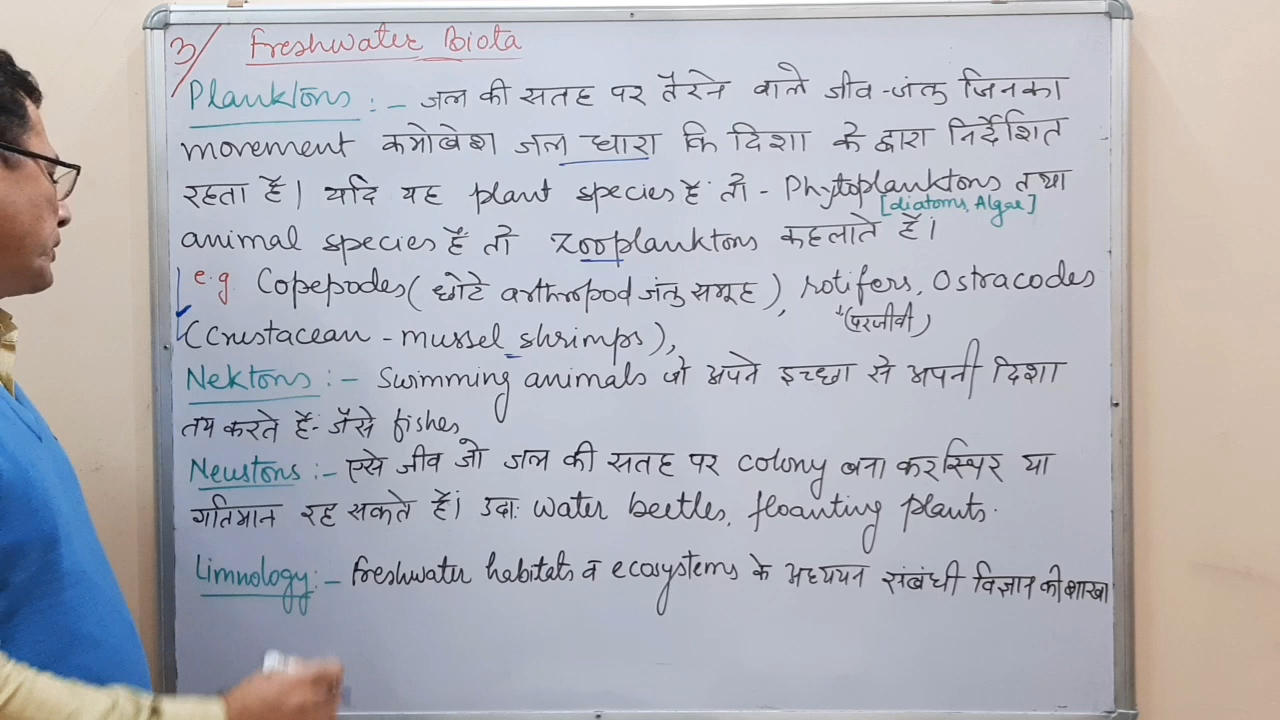 3/ Freshwater Biota
Planktons :- जल की सतह पर तैरने वाले जीव-जंतु जिनका
movement कमोबेश जल धारा कि दिशा के द्वारा निर्देशित
रहता है। यदि यह plant species हैं तो - Phytoplanktons तथा
[diatoms, Algae]
animal species हैं तो zooplanktons कहलाते हैं।
e.g Copepodes (छोटे arthropod जंतु समूह), rotifers, Ostracodes
(परजीवी)
(Crustacean - mussel shrimps),
Nektons :- Swimming animals जो अपने इच्छा से अपनी दिशा
तय करते हैं- जैसे fishes
Neustons :- ऐसे जीव जो जल की सतह पर colony बना कर स्थिर या
गतिमान रह सकते हैं। उदा: water beetles, floanting plants.
Limnology :- freshwater habitats व ecosystems के अध्ययन संबंधी विज्ञान की शाखा